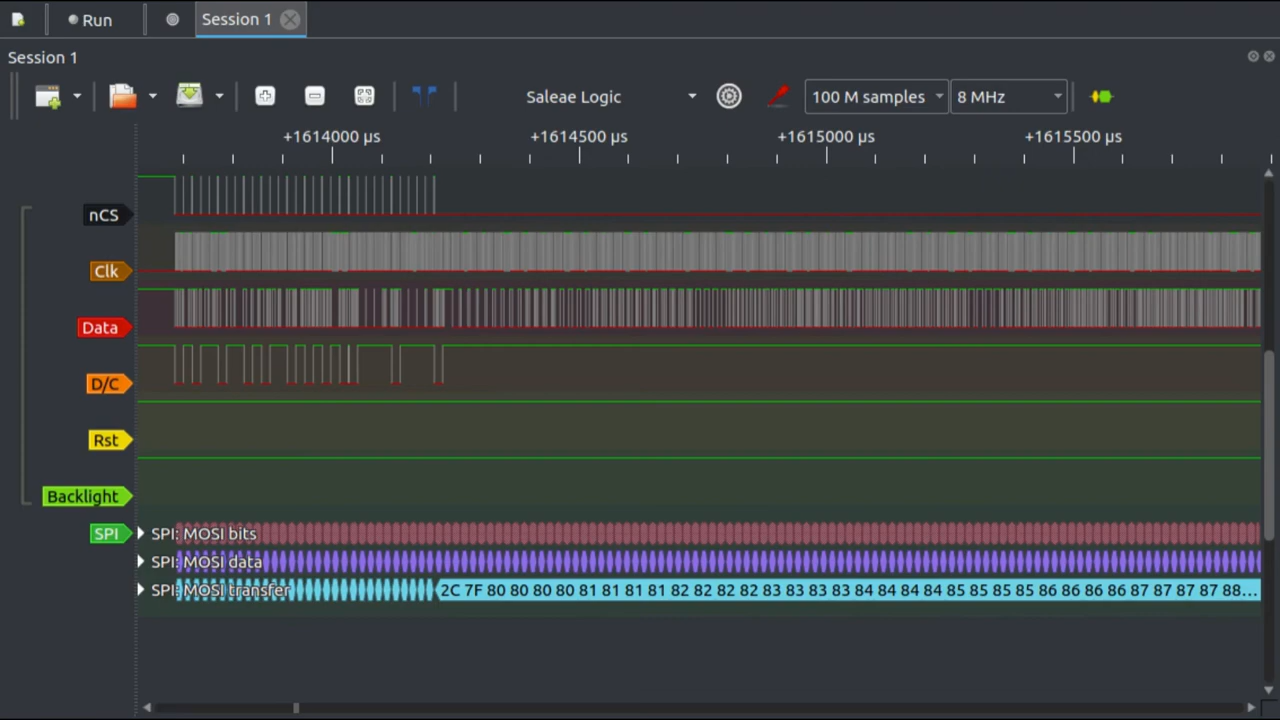 Run
Session 1
Session 1
Saleae Logic
100 M samples
8 MHz
+1614000 µs +1614500 µs +1615000 µs +1615500 µs
nCS
Clk
Data
D/C
Rst
Backlight
SPI SPI: MOSI bits
SPI: MOSI data
SPI: MOSI transfer 2C 7F 80 80 80 80 81 81 81 81 82 82 82 82 83 83 83 83 84 84 84 84 85 85 85 85 86 86 86 86 87 87 87 87 88...